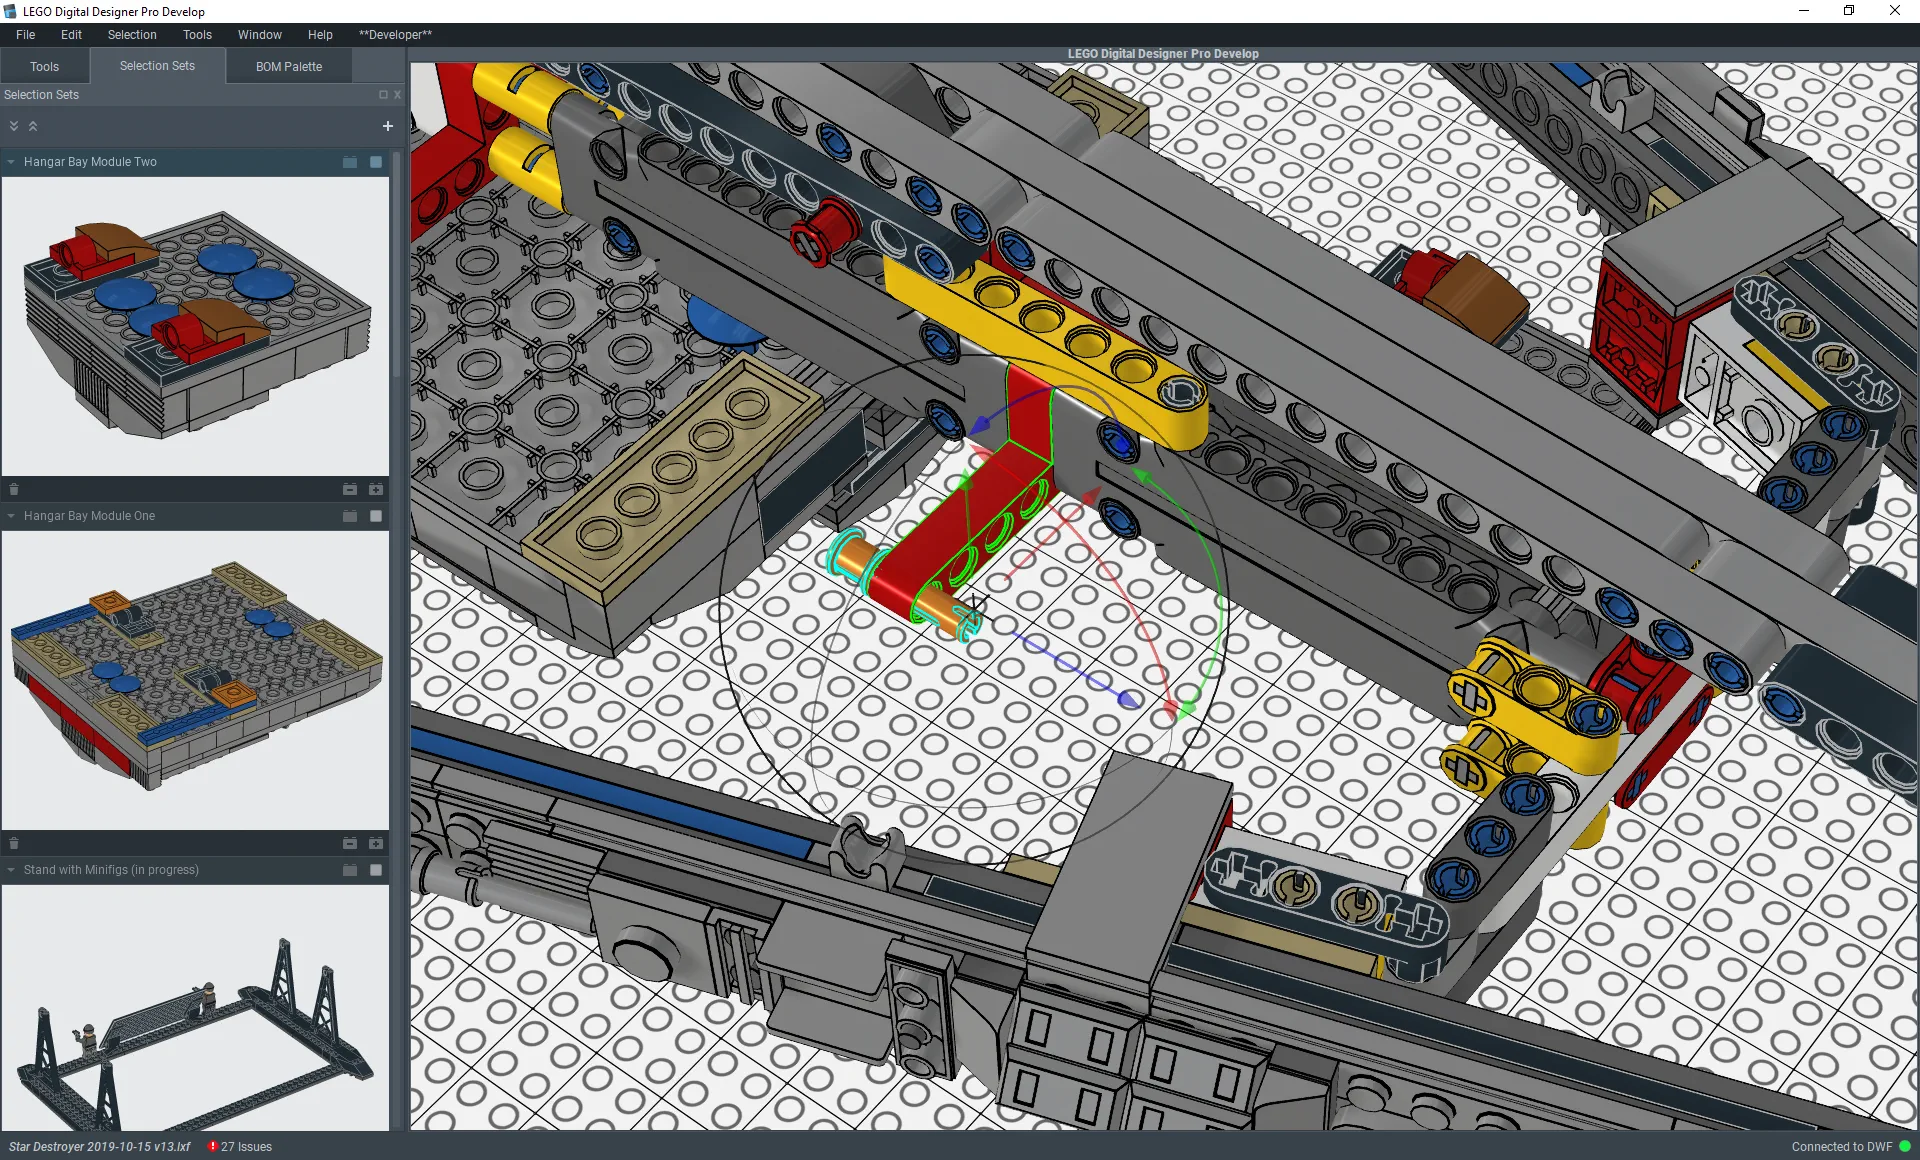 LEGO Digital Designer Pro Develop
File Edit Selection Tools Window Help **Developer**
LEGO Digital Designer Pro Develop
Tools Selection Sets BOM Palette
Selection Sets
Hangar Bay Module Two
Hangar Bay Module One
Stand with Minifigs (in progress)
Star Destroyer 2019-10-15 v13.lxf 27 Issues
Connected to DWF